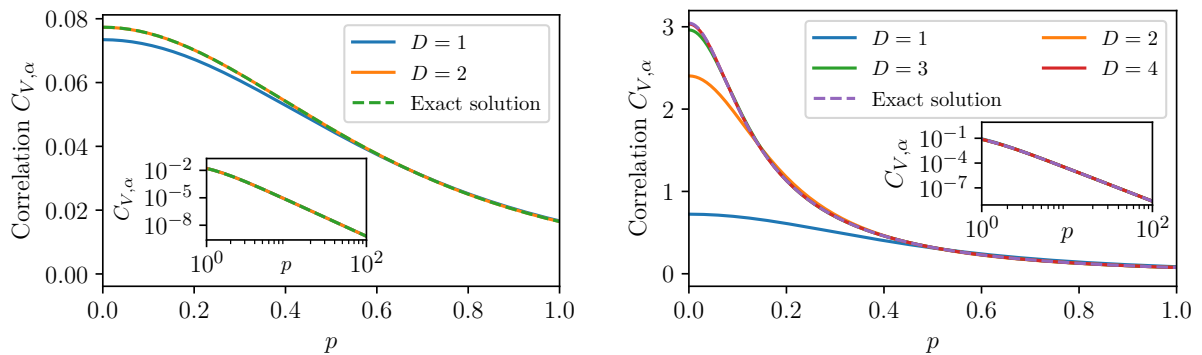 Correlation C_{V,α}
0.08
0.06
0.04
0.02
0.00
D = 1
D = 2
Exact solution
C_{V,α}
10^{-2}
10^{-5}
10^{-8}
10^0
p
10^2
0.0 0.2 0.4 0.6 0.8 1.0
p
Correlation C_{V,α}
3
2
1
0
D = 1 D = 2
D = 3 D = 4
Exact solution
C_{V,α}
10^{-1}
10^{-4}
10^{-7}
10^0
p
10^2
0.0 0.2 0.4 0.6 0.8 1.0
p